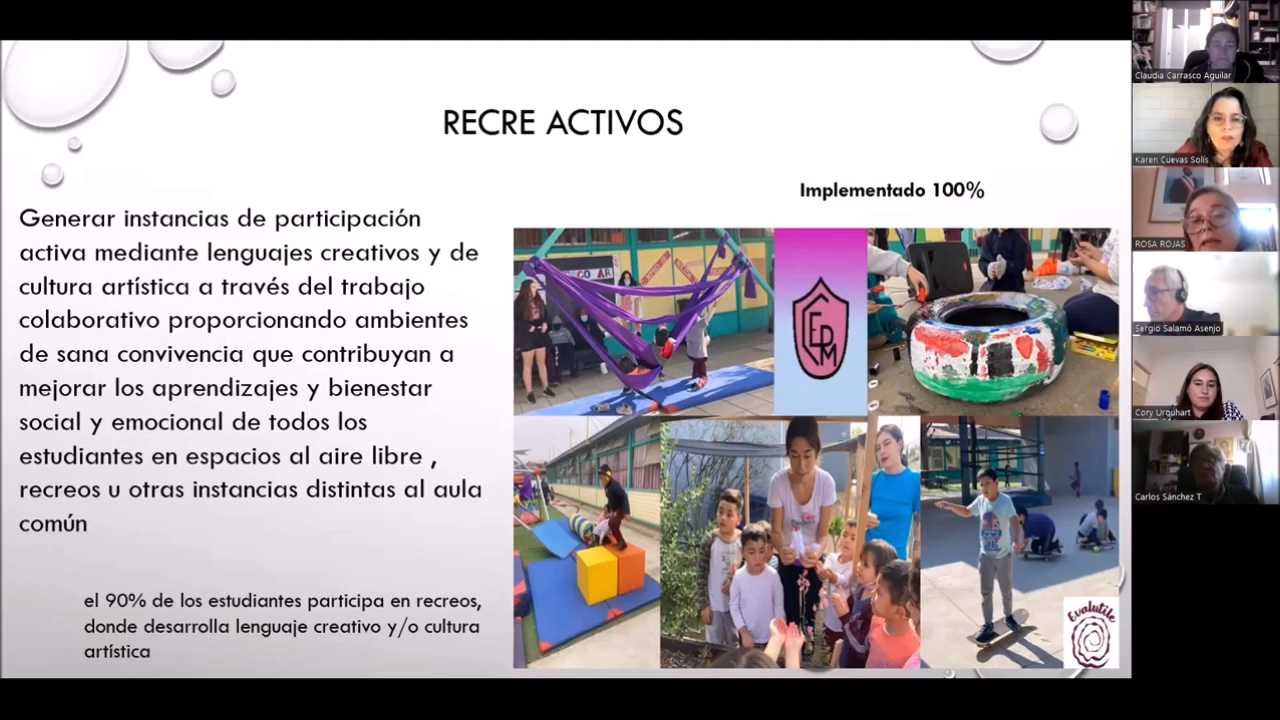 RECRE ACTIVOS
Implementado 100%
Generar instancias de participación
activa mediante lenguajes creativos y de
cultura artística a través del trabajo
colaborativo proporcionando ambientes
de sana convivencia que contribuyan a
mejorar los aprendizajes y bienestar
social y emocional de todos los
estudiantes en espacios al aire libre ,
recreos u otras instancias distintas al aula
común
el 90% de los estudiantes participa en recreos,
donde desarrolla lenguaje creativo y/o cultura
artística
CEPM
Evolutile
Claudia Carrasco Aguilar
Karen Cuevas Solís
ROSA ROJAS
Sergio Salamó Asenjo
Cory Urquhart
Carlos Sánchez T